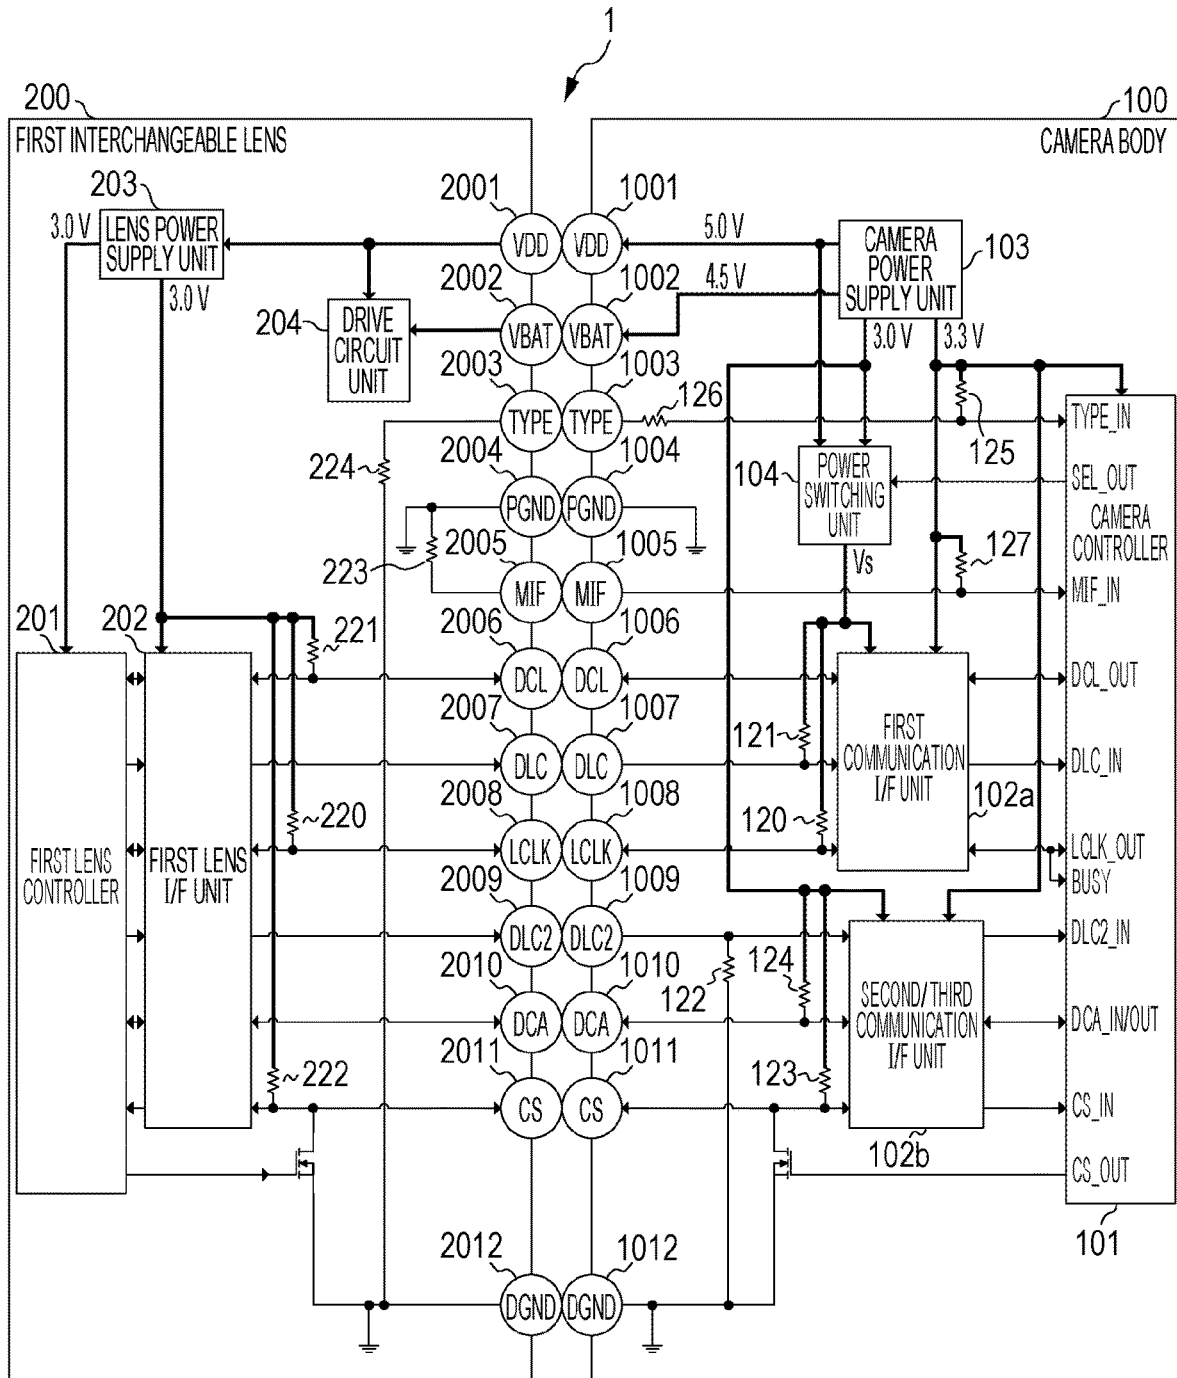 1
200
100
FIRST INTERCHANGEABLE LENS
CAMERA BODY
203
2001
1001
3.0 V
LENS POWER
SUPPLY UNIT
VDD
VDD
5.0 V
CAMERA
POWER
SUPPLY UNIT
103
3.0 V
2002
1002
4.5 V
204
DRIVE
CIRCUIT
UNIT
VBAT
VBAT
3.0 V
3.3 V
2003
1003
126
TYPE
TYPE
125
TYPE_IN
224
2004
1004
104
POWER
SWITCHING
UNIT
SEL_OUT
PGND
PGND
CAMERA
CONTROLLER
223
2005
1005
Vs
127
MIF
MIF
MIF_IN
201
202
221
2006
1006
DCL
DCL
DCL_OUT
2007
1007
121
FIRST
COMMUNICATION
I/F UNIT
DLC
DLC
DLC_IN
220
2008
1008
120
102a
FIRST LENS
CONTROLLER
FIRST LENS
I/F UNIT
LCLK
LCLK
LCLK_OUT
BUSY
2009
1009
DLC2
DLC2
DLC2_IN
2010
1010
122
124
SECOND/THIRD
COMMUNICATION
I/F UNIT
DCA
DCA
DCA_IN/OUT
222
2011
1011
123
CS
CS
CS_IN
102b
CS_OUT
101
2012
1012
DGND
DGND